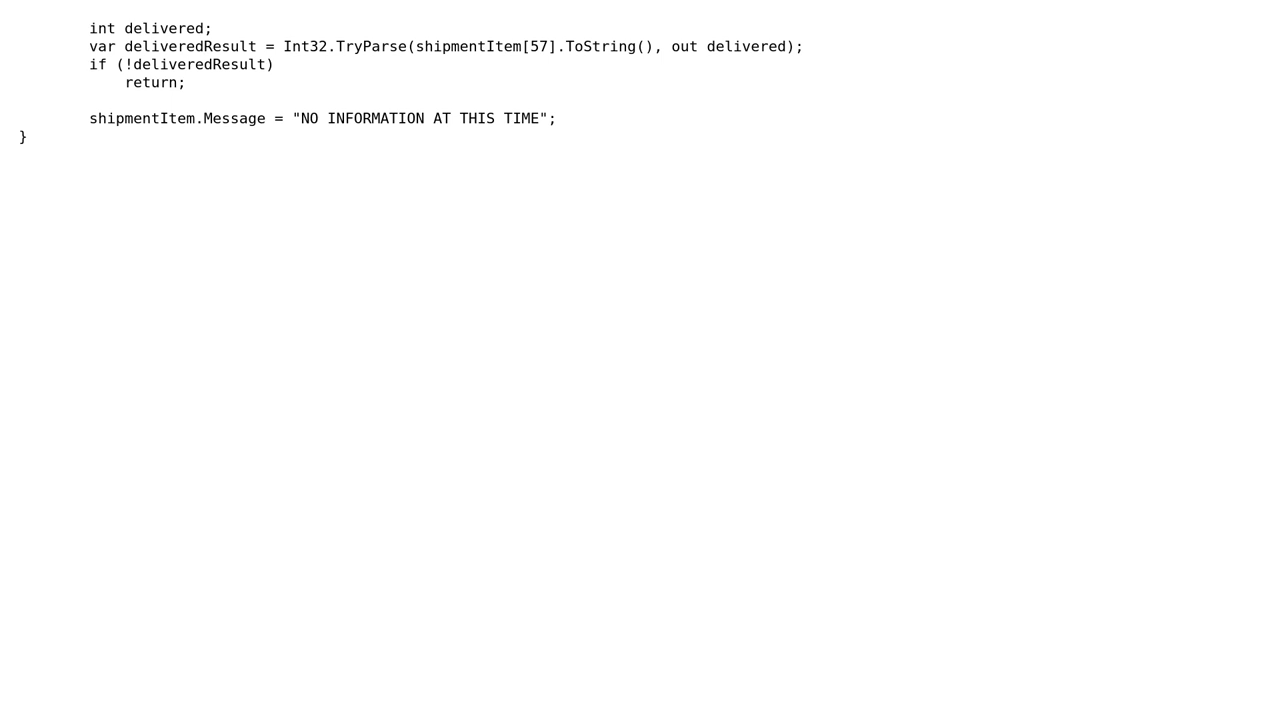 int delivered;
var deliveredResult = Int32.TryParse(shipmentItem[57].ToString(), out delivered);
if (!deliveredResult)
return;
shipmentItem.Message = "NO INFORMATION AT THIS TIME";
}